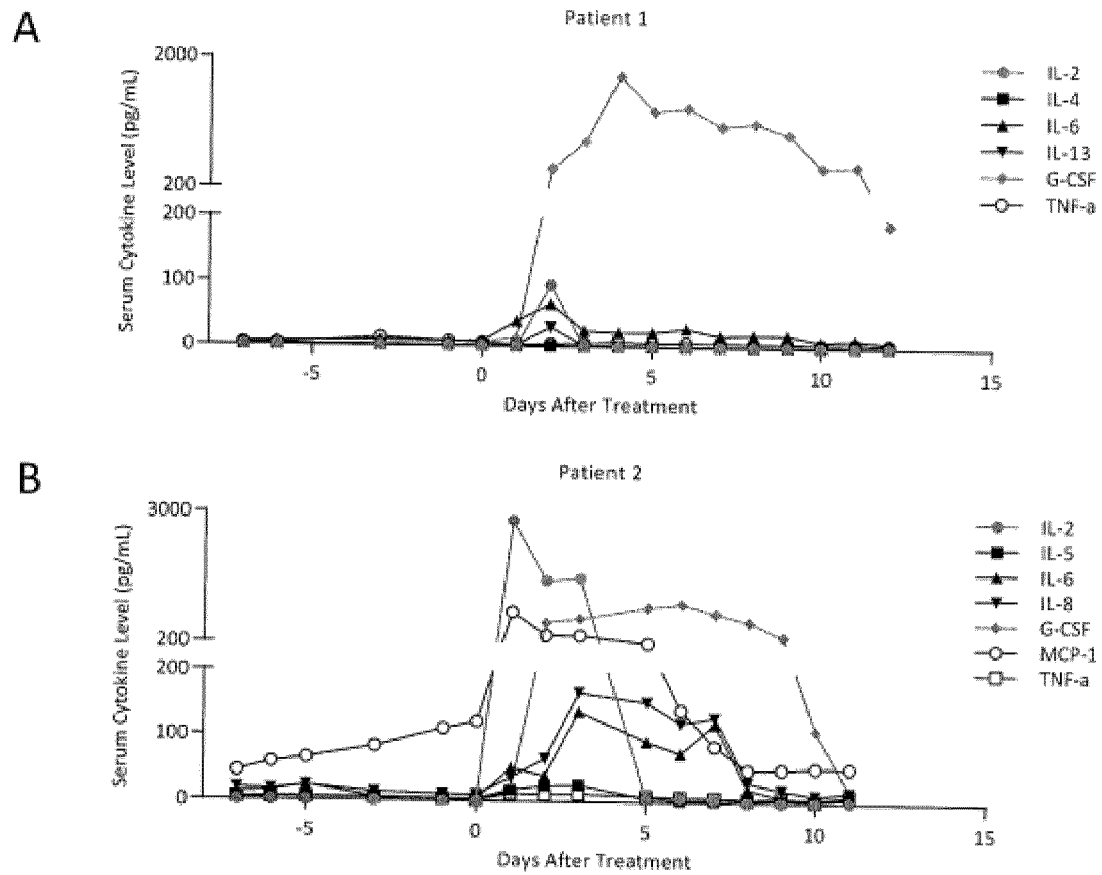 A
Patient 1
Serum Cytokine Level (pg/mL)
2000
200
200
100
0
-5
0
5
10
15
Days After Treatment
IL-2
IL-4
IL-6
IL-13
G-CSF
TNF-a
B
Patient 2
Serum Cytokine Level (pg/mL)
3000
200
200
100
0
-5
0
5
10
15
Days After Treatment
IL-2
IL-5
IL-6
IL-8
G-CSF
MCP-1
TNF-a